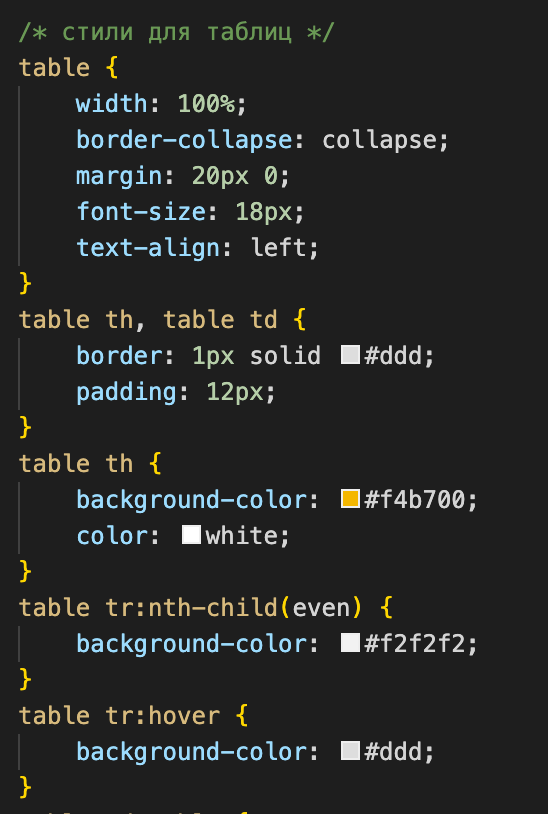 /* стили для таблиц */
table {
    width: 100%;
    border-collapse: collapse;
    margin: 20px 0;
    font-size: 18px;
    text-align: left;
}
table th, table td {
    border: 1px solid #ddd;
    padding: 12px;
}
table th {
    background-color: #f4b700;
    color: white;
}
table tr:nth-child(even) {
    background-color: #f2f2f2;
}
table tr:hover {
    background-color: #ddd;
}